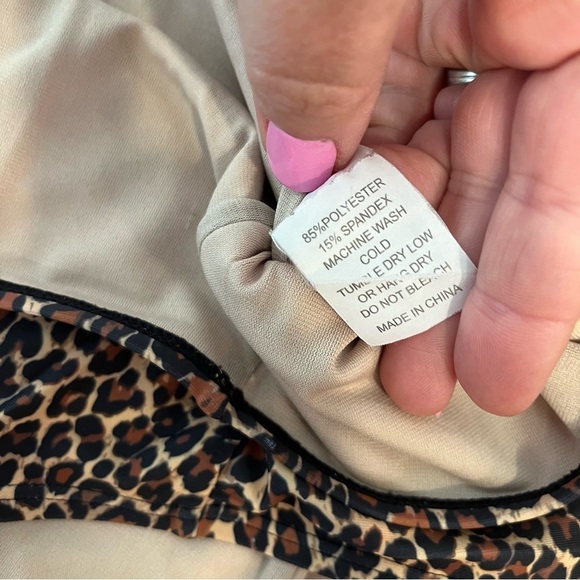 85%POLYESTER
15% SPANDEX
MACHINE WASH
COLD
TUMBLE DRY LOW
OR HANG DRY
DO NOT BLEACH
MADE IN CHINA